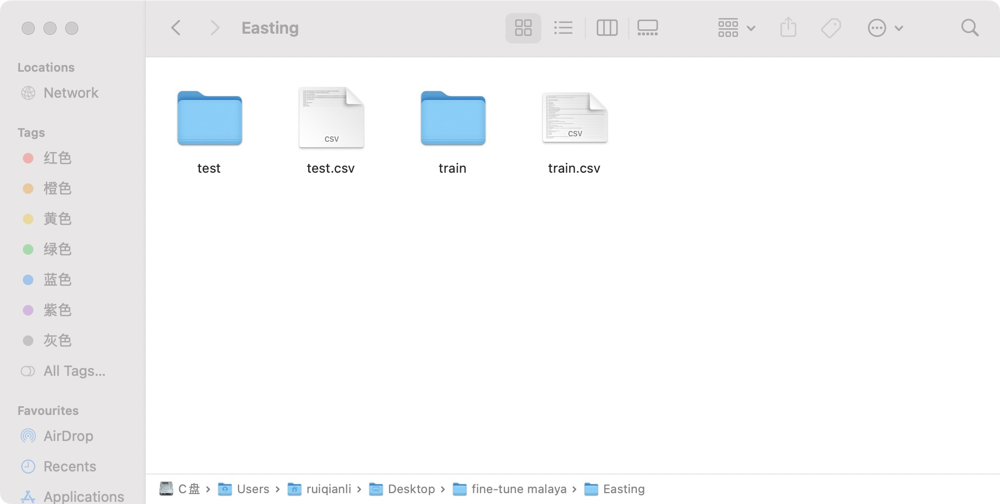 Easting
Locations
Network
Tags
红色
橙色
黄色
绿色
蓝色
紫色
灰色
All Tags...
Favourites
AirDrop
Recents
Applications
CSV
CSV
test
test.csv
train
train.csv
C盘 › Users › ruiqianli › Desktop › fine-tune malaya › Easting